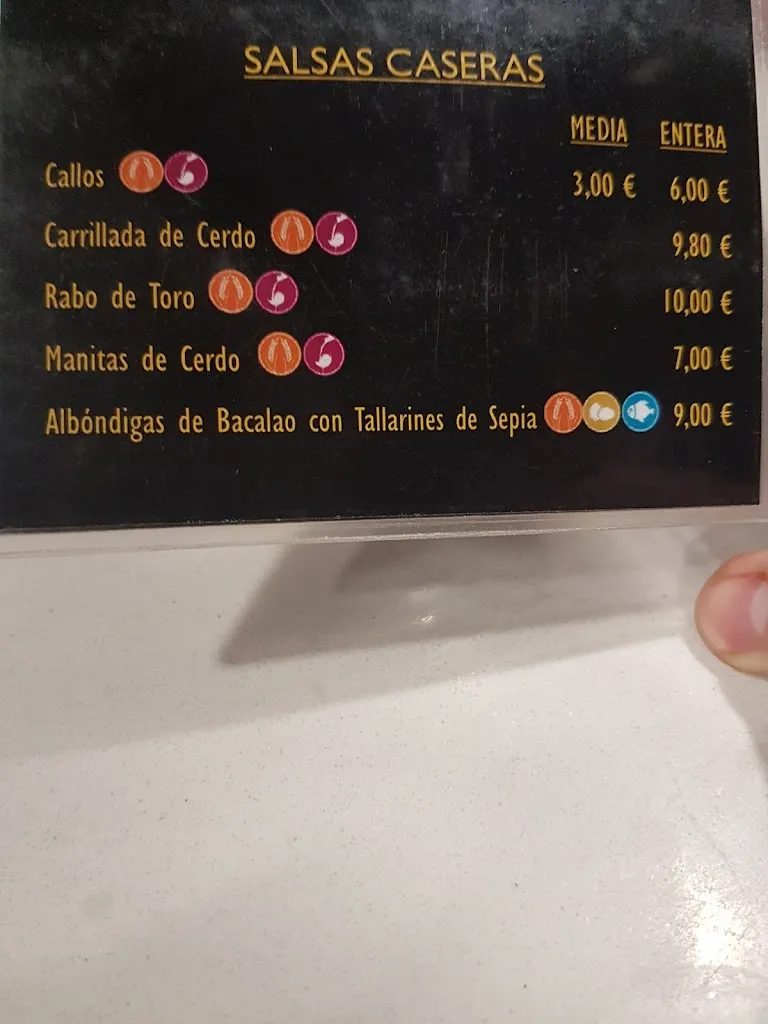 SALSAS CASERAS
MEDIA ENTERA
Callos 3,00 € 6,00 €
Carrillada de Cerdo 9,80 €
Rabo de Toro 10,00 €
Manitas de Cerdo 7,00 €
Albóndigas de Bacalao con Tallarines de Sepia 9,00 €